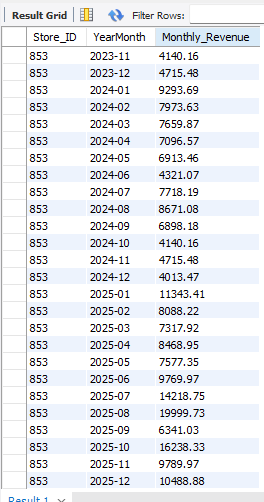 Result Grid Filter Rows:
Store_ID YearMonth Monthly_Revenue
853 2023-11 4140.16
853 2023-12 4715.48
853 2024-01 9293.69
853 2024-02 7973.63
853 2024-03 7659.87
853 2024-04 7096.57
853 2024-05 6913.46
853 2024-06 4321.07
853 2024-07 7718.19
853 2024-08 8671.08
853 2024-09 6898.18
853 2024-10 4140.16
853 2024-11 4715.48
853 2024-12 4013.47
853 2025-01 11343.41
853 2025-02 8088.22
853 2025-03 7317.92
853 2025-04 8468.95
853 2025-05 7577.35
853 2025-06 9769.97
853 2025-07 14218.75
853 2025-08 19999.73
853 2025-09 6341.03
853 2025-10 16238.33
853 2025-11 9789.97
853 2025-12 10488.88
Result 1